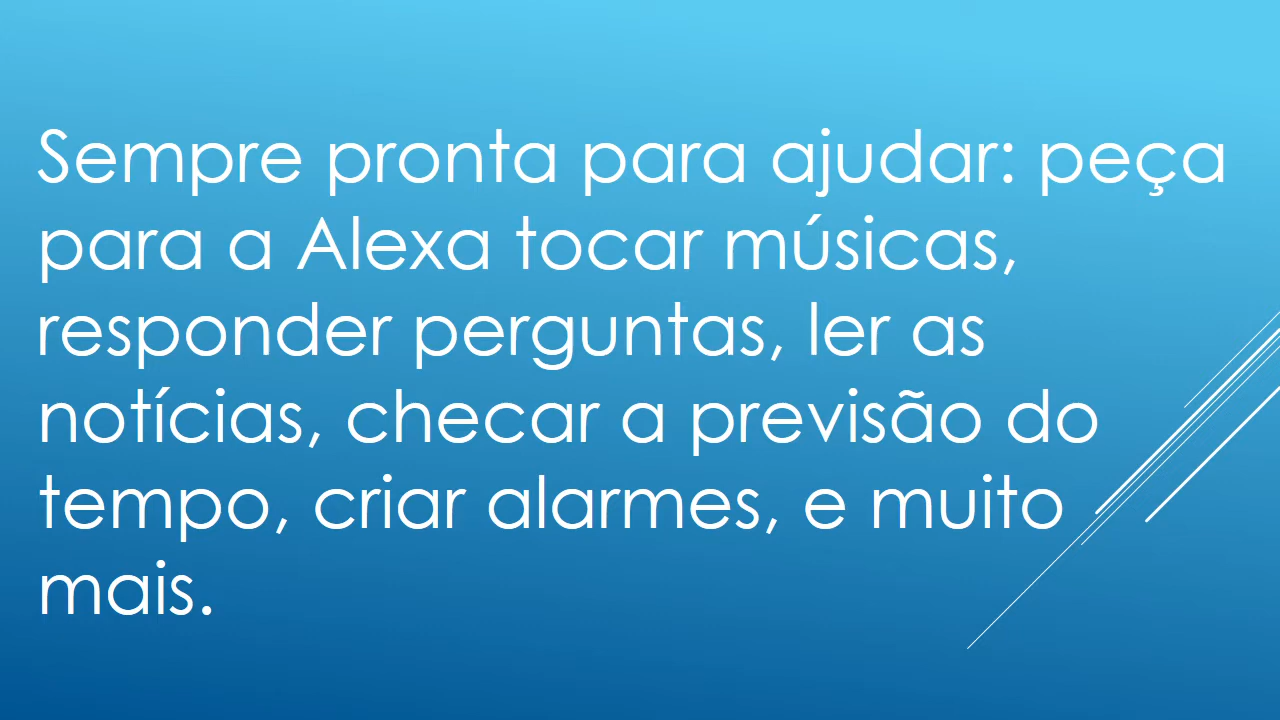 Sempre pronta para ajudar: peça
para a Alexa tocar músicas,
responder perguntas, ler as
notícias, checar a previsão do
tempo, criar alarmes, e muito
mais.